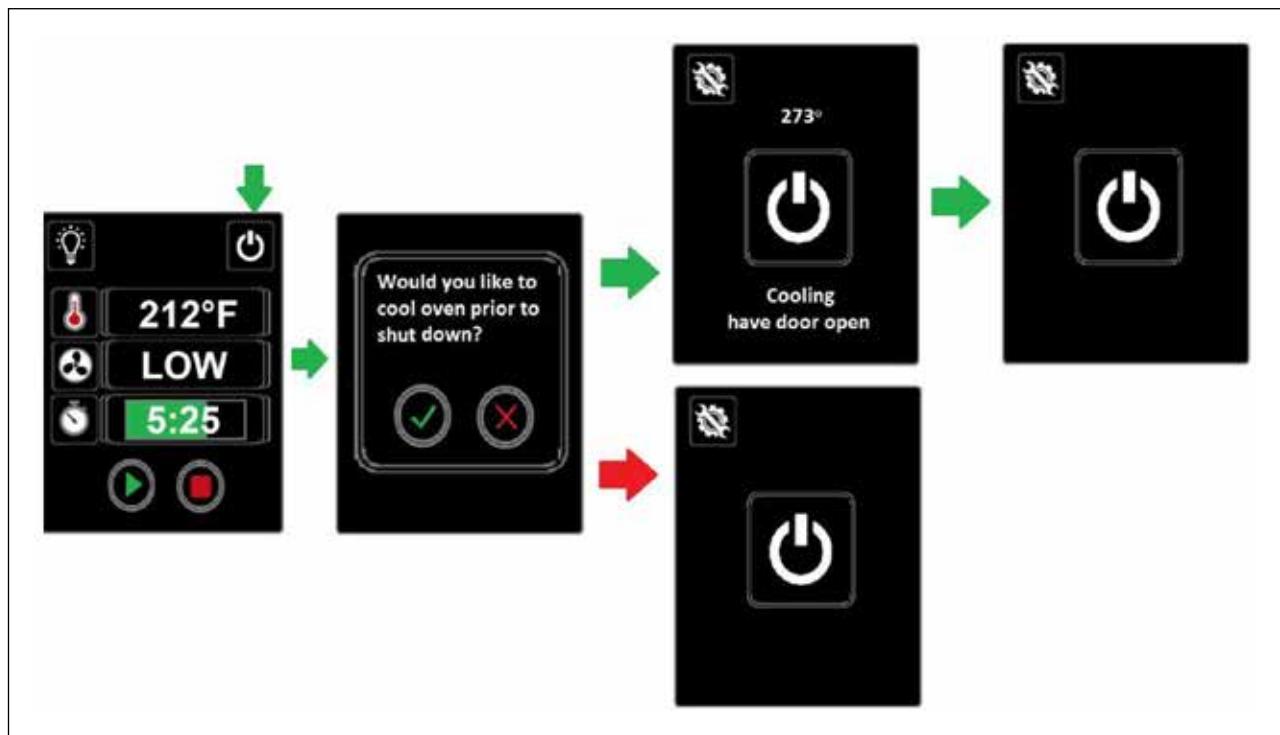 212°F
LOW
5:25
Would you like to
cool oven prior to
shut down?
273°
Cooling
have door open